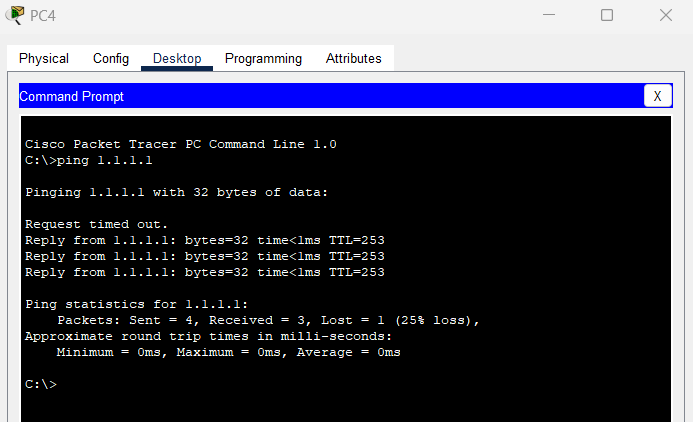 PC4
Physical Config Desktop Programming Attributes
Command Prompt X
Cisco Packet Tracer PC Command Line 1.0
C:\>ping 1.1.1.1
Pinging 1.1.1.1 with 32 bytes of data:
Request timed out.
Reply from 1.1.1.1: bytes=32 time<1ms TTL=253
Reply from 1.1.1.1: bytes=32 time<1ms TTL=253
Reply from 1.1.1.1: bytes=32 time<1ms TTL=253
Ping statistics for 1.1.1.1:
Packets: Sent = 4, Received = 3, Lost = 1 (25% loss),
Approximate round trip times in milli-seconds:
Minimum = 0ms, Maximum = 0ms, Average = 0ms
C:\>